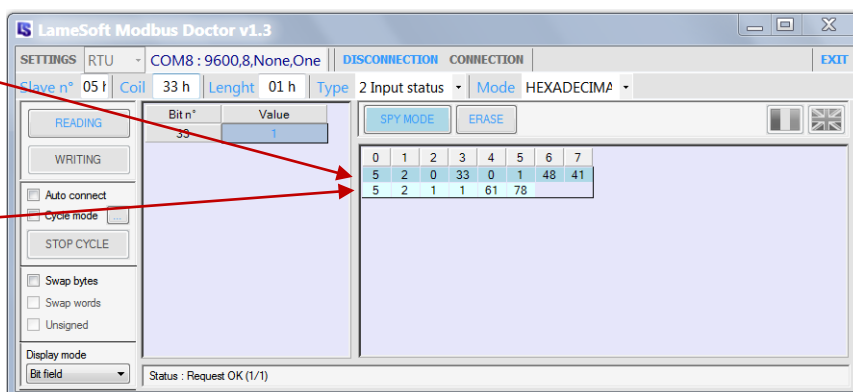 LameSoft Modbus Doctor v1.3
SETTINGS RTU COM8 : 9600,8,None,One DISCONNECTION CONNECTION EXIT
Slave n° 05 h Coil 33 h Lenght 01 h Type 2 Input status Mode HEXADECIMA
READING
WRITING
Auto connect
Cycle mode ...
STOP CYCLE
Swap bytes
Swap words
Unsigned
Display mode
Bit field
Bit n° Value
33 1
SPY MODE ERASE
0 1 2 3 4 5 6 7
5 2 0 33 0 1 48 41
5 2 1 1 61 78
Status : Request OK (1/1)